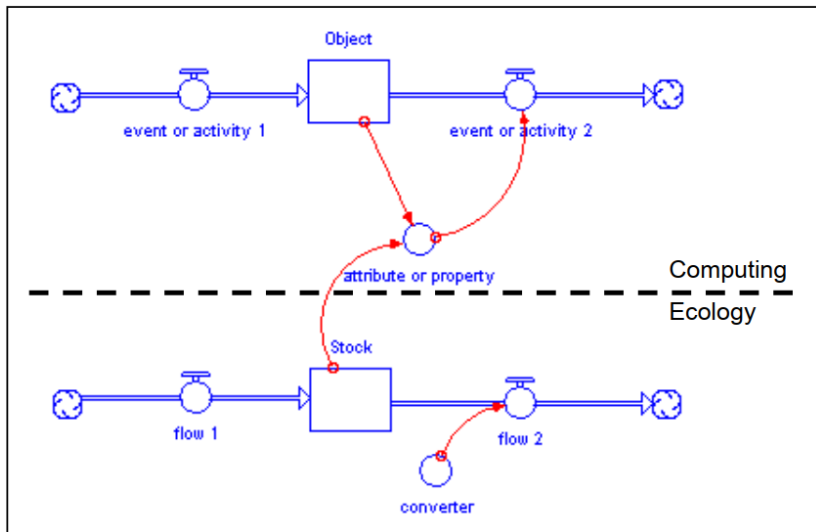 Object
event or activity 1
event or activity 2
attribute or property
Computing
Ecology
Stock
flow 1
flow 2
converter